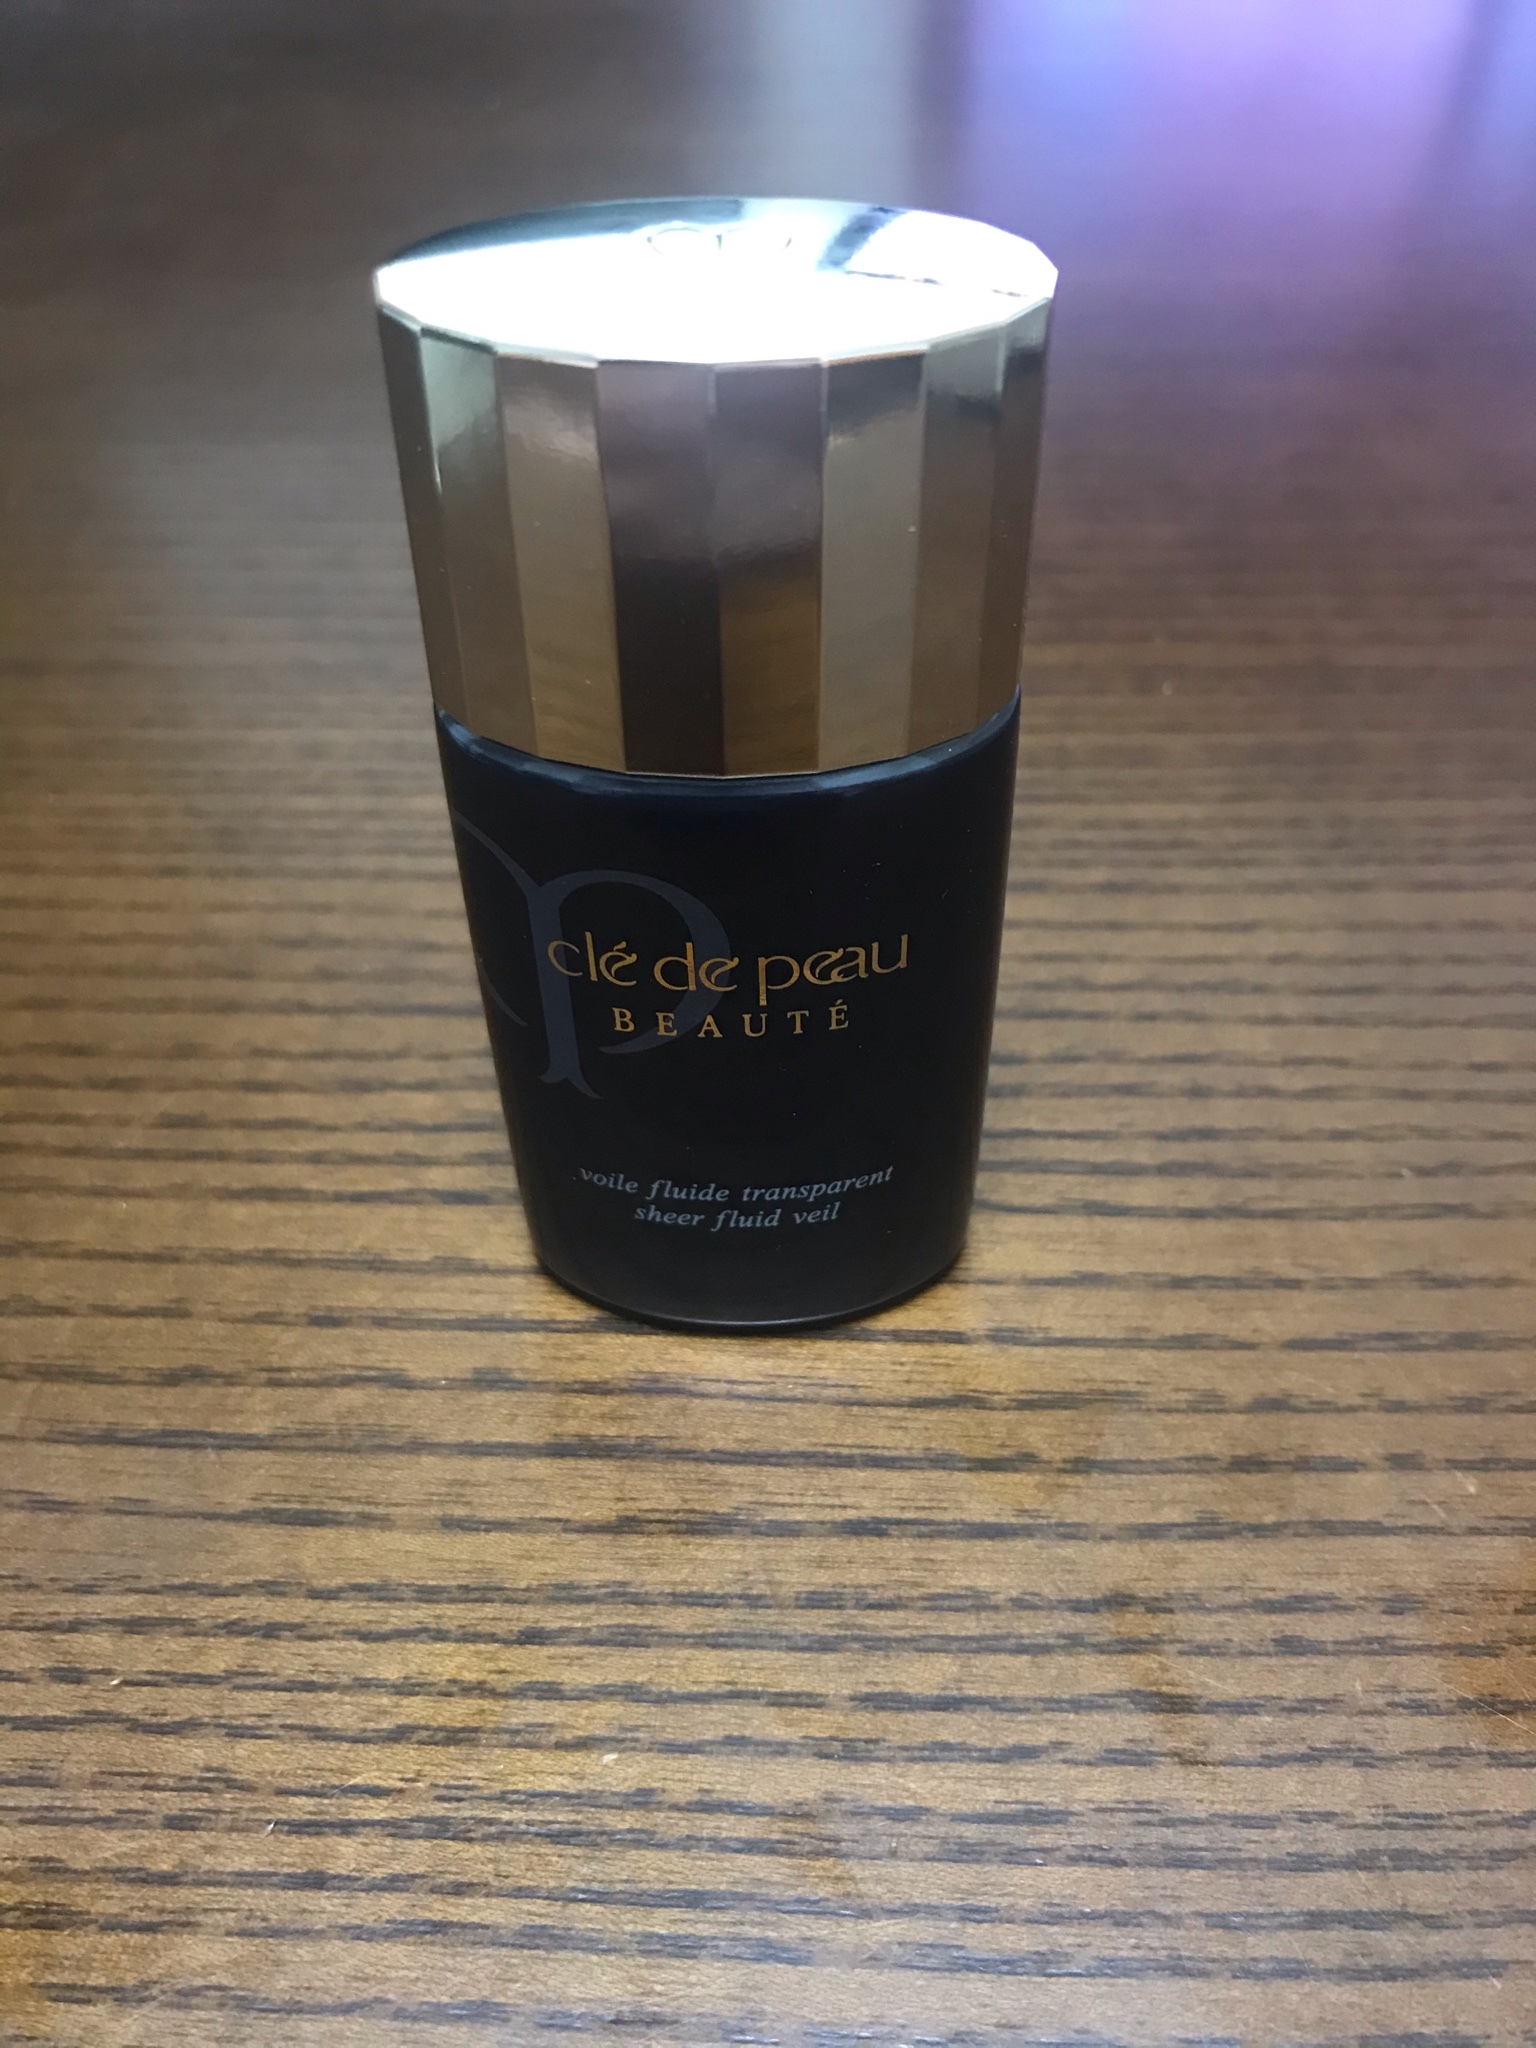 clé de peau
BEAUTÉ
voile fluide transparent
sheer fluid veil